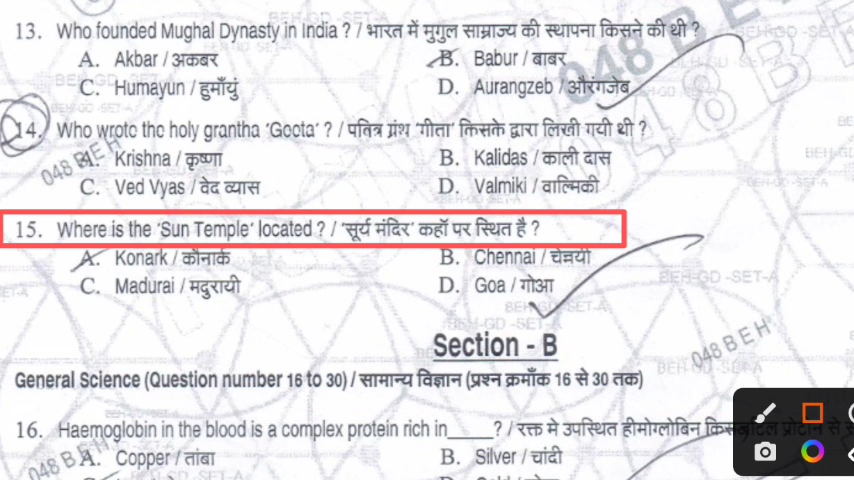 13. Who founded Mughal Dynasty in India ? / भारत में मुगुल साम्राज्य की स्थापना किसने की थी ?
A. Akbar / अकबर B. Babur / बाबर
C. Humayun / हुमाँयुं D. Aurangzeb / औरंगजेब
14. Who wrote the holy grantha 'Geeta' ? / पवित्र ग्रंथ 'गीता' किसके द्वारा लिखी गयी थी ?
A. Krishna / कृष्णा B. Kalidas / काली दास
C. Ved Vyas / वेद व्यास D. Valmiki / वाल्मिकी
15. Where is the 'Sun Temple' located ? / 'सूर्य मंदिर' कहॉ पर स्थित है ?
A. Konark / कौनार्क B. Chennai / चेन्नयी
C. Madurai / मदुरायी D. Goa / गोआ
Section - B
General Science (Question number 16 to 30) / सामान्य विज्ञान (प्रश्न क्रमाँक 16 से 30 तक)
16. Haemoglobin in the blood is a complex protein rich in_____? / रक्त मे उपस्थित हीमोग्लोबिन
A. Copper / तांबा B. Silver / चांदी
048 BEH
BEH-GD -SET-A